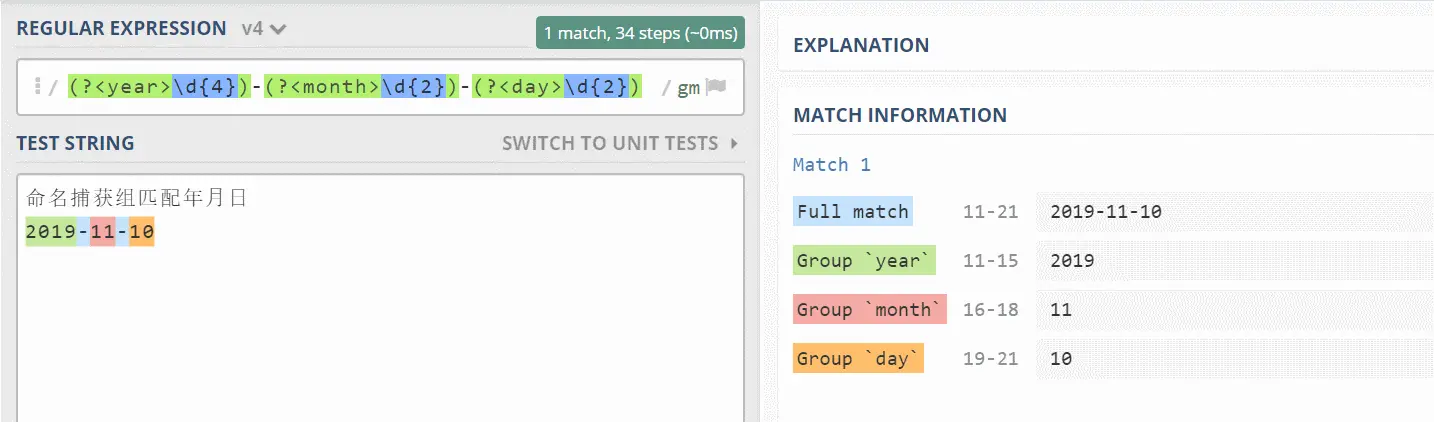 REGULAR EXPRESSION v4
1 match, 34 steps (~0ms)
/ (?<year>\d{4})-(?<month>\d{2})-(?<day>\d{2}) / gm
TEST STRING
SWITCH TO UNIT TESTS
命名捕获组匹配年月日
2019-11-10
EXPLANATION
MATCH INFORMATION
Match 1
Full match 11-21 2019-11-10
Group `year` 11-15 2019
Group `month` 16-18 11
Group `day` 19-21 10